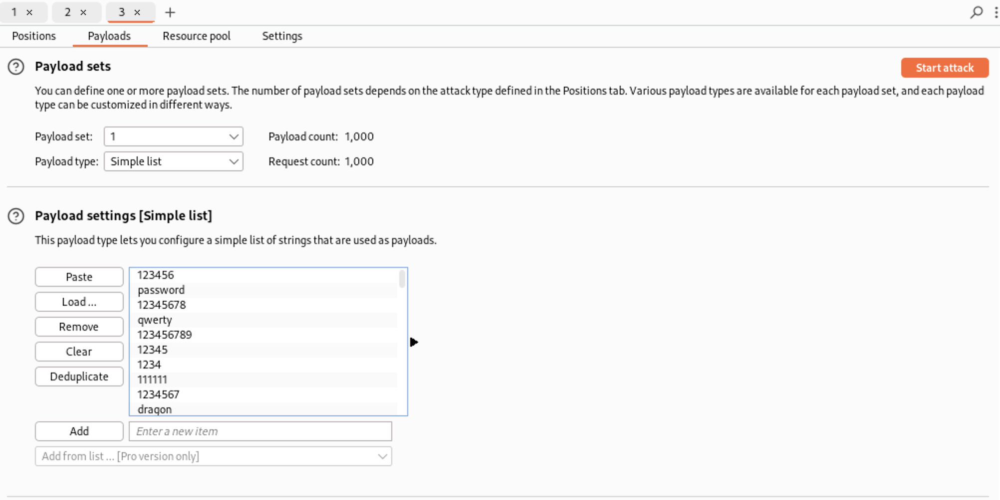 1 × 2 × 3 × +
Positions Payloads Resource pool Settings
Payload sets
Start attack
You can define one or more payload sets. The number of payload sets depends on the attack type defined in the Positions tab. Various payload types are available for each payload set, and each payload
type can be customized in different ways.
Payload set: 1 Payload count: 1,000
Payload type: Simple list Request count: 1,000
Payload settings [Simple list]
This payload type lets you configure a simple list of strings that are used as payloads.
Paste
Load ...
Remove
Clear
Deduplicate
123456
password
12345678
qwerty
123456789
12345
1234
111111
1234567
dragon
Add Enter a new item
Add from list ... [Pro version only]